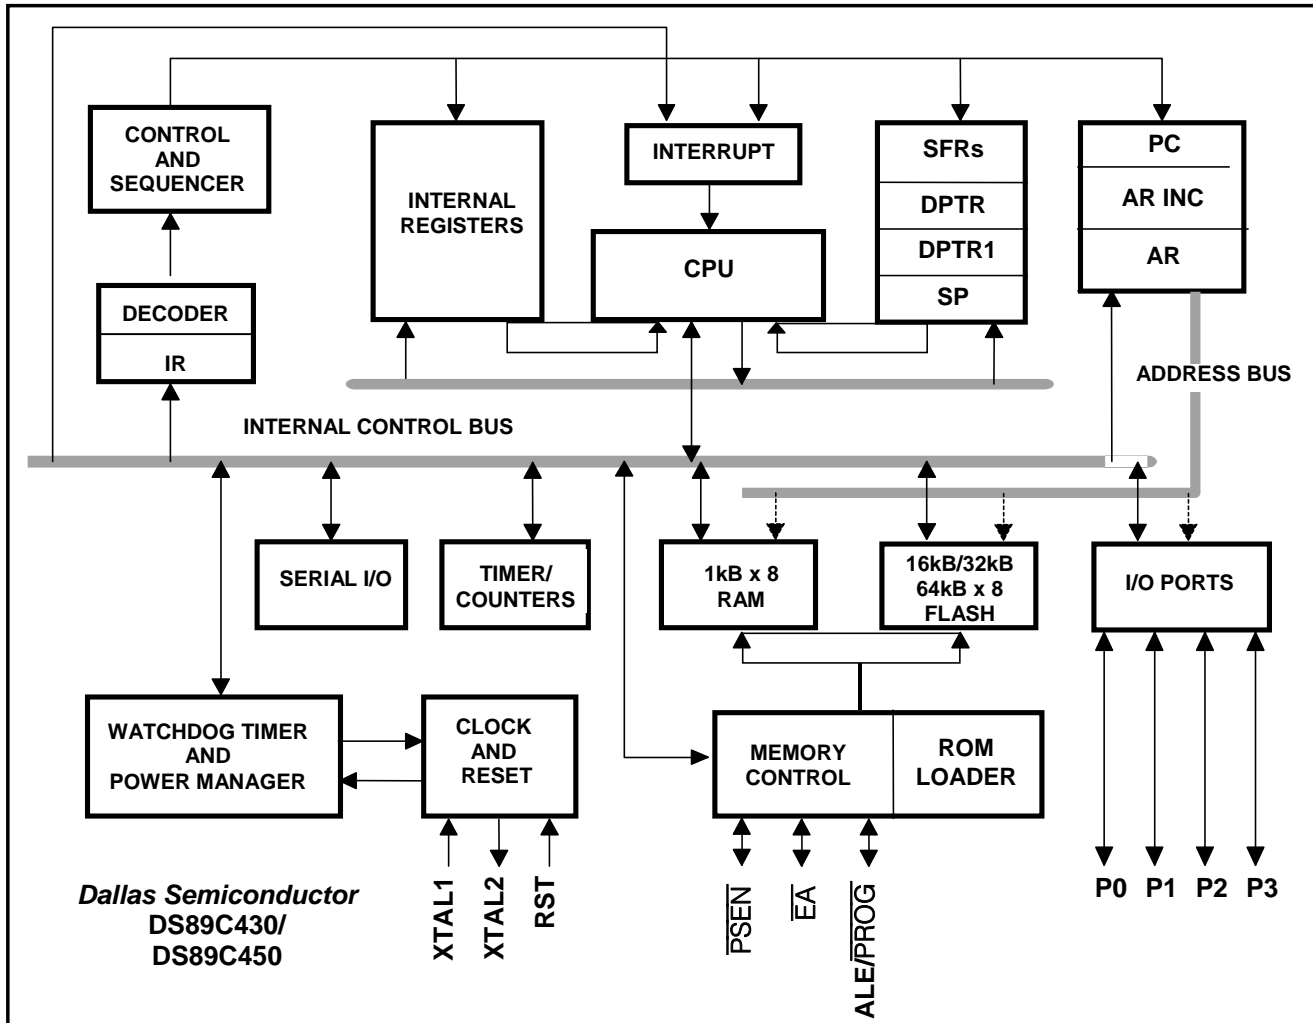 CONTROL
AND
SEQUENCER
INTERNAL
REGISTERS
INTERRUPT
CPU
SFRs
DPTR
DPTR1
SP
PC
AR INC
AR
DECODER
IR
ADDRESS BUS
INTERNAL CONTROL BUS
SERIAL I/O
TIMER/
COUNTERS
1kB x 8
RAM
16kB/32kB
64kB x 8
FLASH
I/O PORTS
WATCHDOG TIMER
AND
POWER MANAGER
CLOCK
AND
RESET
MEMORY
CONTROL
ROM
LOADER
XTAL1
XTAL2
RST
PSEN
EA
ALE/PROG
P0
P1
P2
P3
Dallas Semiconductor
DS89C430/
DS89C450